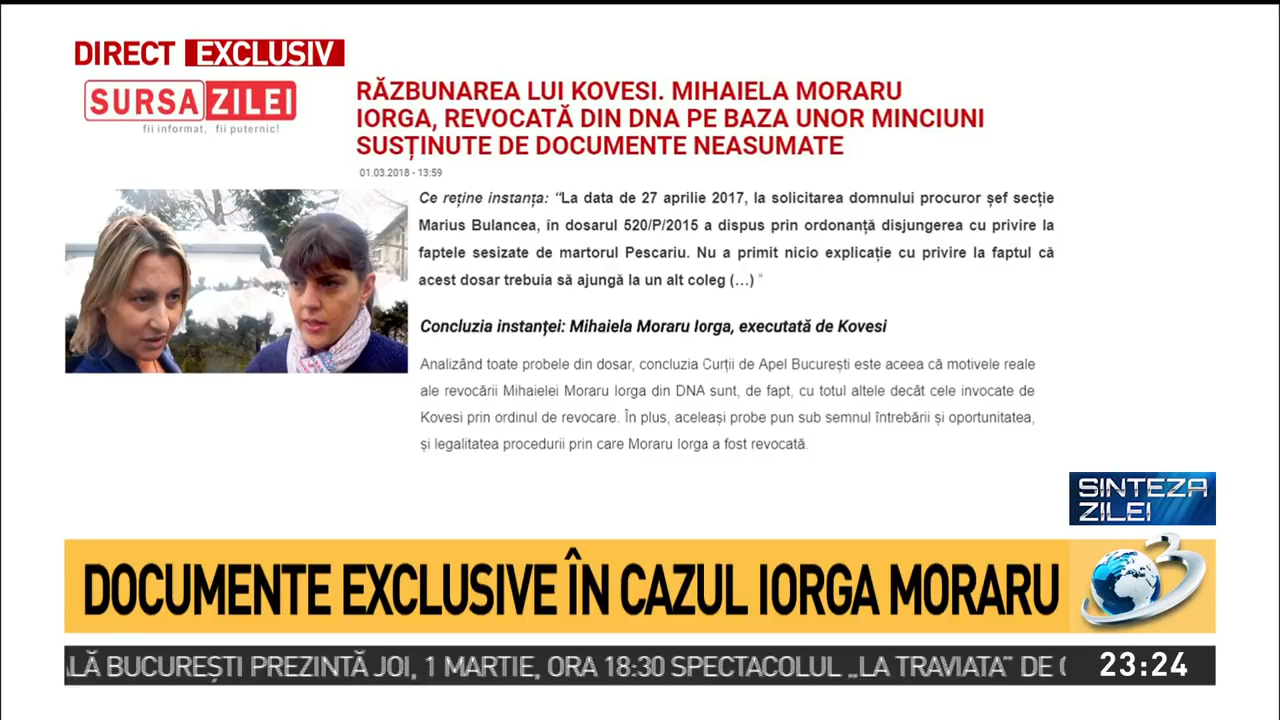 DIRECT EXCLUSIV
SURSA ZILEI
fii informat, fii puternic!
RĂZBUNAREA LUI KOVESI. MIHAIELA MORARU
IORGA, REVOCATĂ DIN DNA PE BAZA UNOR MINCIUNI
SUSȚINUTE DE DOCUMENTE NEASUMATE
01.03.2018 - 13:59
Ce reține instanța: "La data de 27 aprilie 2017, la solicitarea domnului procuror șef secție
Marius Bulancea, în dosarul 520/P/2015 a dispus prin ordonanță disjungerea cu privire la
faptele sesizate de martorul Pescariu. Nu a primit nicio explicație cu privire la faptul că
acest dosar trebuia să ajungă la un alt coleg (...) "
Concluzia instanței: Mihaiela Moraru Iorga, executată de Kovesi
Analizând toate probele din dosar, concluzia Curții de Apel București este aceea că motivele reale
ale revocării Mihaielei Moraru Iorga din DNA sunt, de fapt, cu totul altele decât cele invocate de
Kovesi prin ordinul de revocare. În plus, aceleași probe pun sub semnul întrebării și oportunitatea,
și legalitatea procedurii prin care Moraru Iorga a fost revocată.
SINTEZA
ZILEI
DOCUMENTE EXCLUSIVE ÎN CAZUL IORGA MORARU
3
ALĂ BUCUREȘTI PREZINTĂ JOI, 1 MARTIE, ORA 18:30 SPECTACOLUL „LA TRAVIATA" DE
23:24